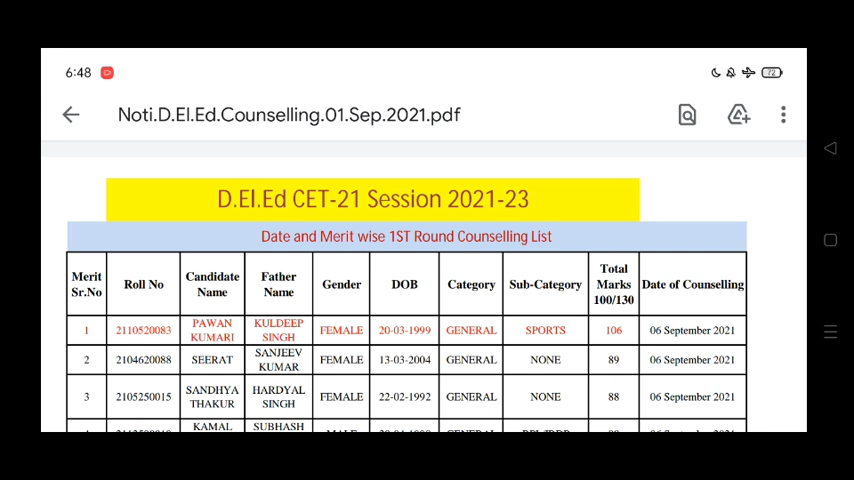 6:48
72
Noti.D.El.Ed.Counselling.01.Sep.2021.pdf
D.El.Ed CET-21 Session 2021-23
Date and Merit wise 1ST Round Counselling List
Merit Sr.No Roll No Candidate Name Father Name Gender DOB Category Sub-Category Total Marks 100/130 Date of Counselling
1 2110520083 PAWAN KUMARI KULDEEP SINGH FEMALE 20-03-1999 GENERAL SPORTS 106 06 September 2021
2 2104620088 SEERAT SANJEEV KUMAR FEMALE 13-03-2004 GENERAL NONE 89 06 September 2021
3 2105250015 SANDHYA THAKUR HARDYAL SINGH FEMALE 22-02-1992 GENERAL NONE 88 06 September 2021
KAMAL SUBHASH